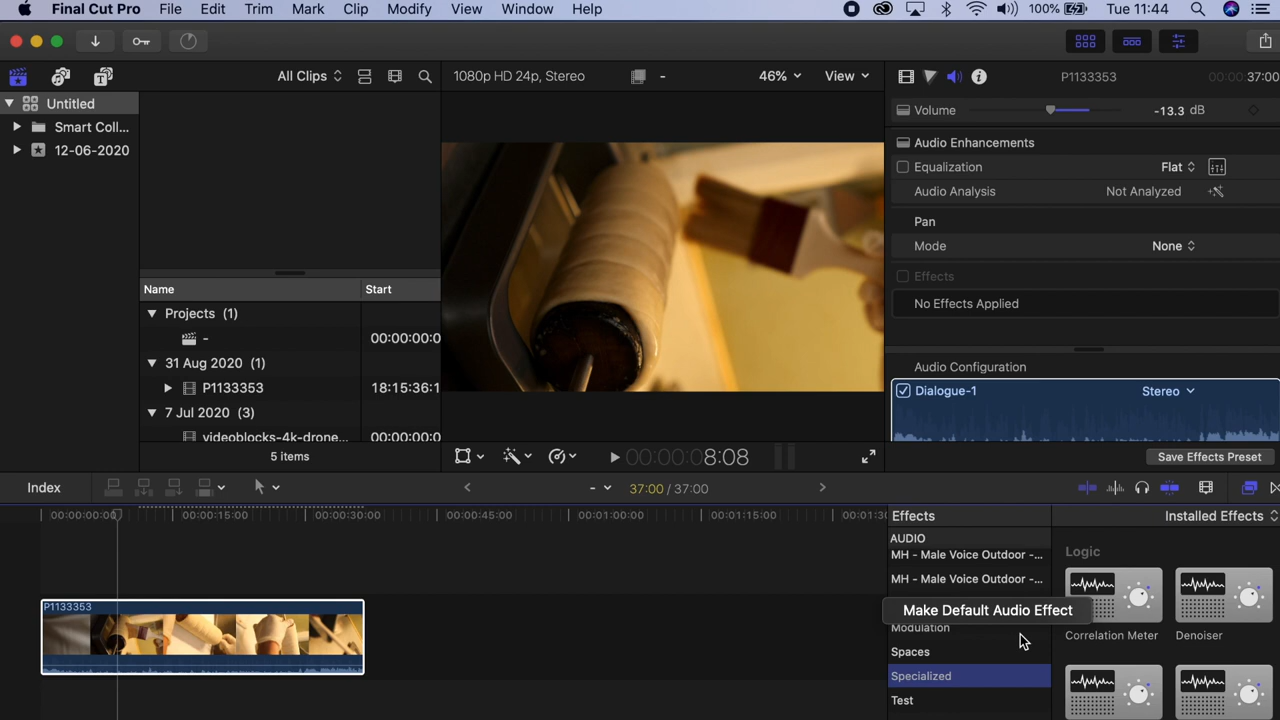 Final Cut Pro File Edit Trim Mark Clip Modify View Window Help 100% Tue 11:44
All Clips 1080p HD 24p, Stereo - 46% View P1133353 00:00:0037:00
Untitled
Smart Coll...
12-06-2020
Volume -13.3 dB
Audio Enhancements
Equalization Flat
Audio Analysis Not Analyzed
Pan
Mode None
Effects
No Effects Applied
Name Start
Projects (1)
- 00:00:00:0
31 Aug 2020 (1)
P1133353 18:15:36:1
7 Jul 2020 (3)
videoblocks-4k-drone... 00:00:00:0
5 items
Audio Configuration
Dialogue-1 Stereo
00:00:008:08
Save Effects Preset
Index - 37:00 / 37:00
00:00:00:00 00:00:15:00 00:00:30:00 00:00:45:00 00:01:00:00 00:01:15:00 00:01:30
P1133353
Effects Installed Effects
AUDIO
MH - Male Voice Outdoor -...
MH - Male Voice Outdoor -...
Make Default Audio Effect
Modulation
Spaces
Specialized
Test
Logic
Correlation Meter Denoiser